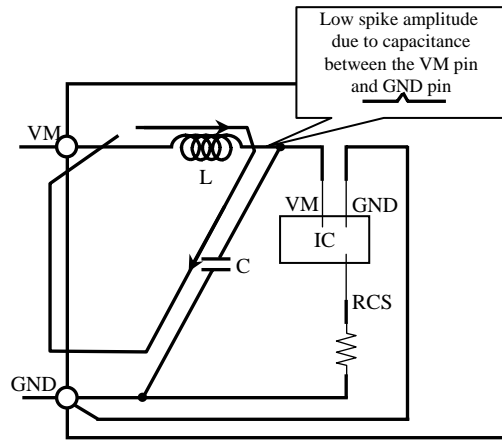 Low spike amplitude
due to capacitance
between the VM pin
and GND pin
VM
L
VM
GND
IC
C
RCS
GND